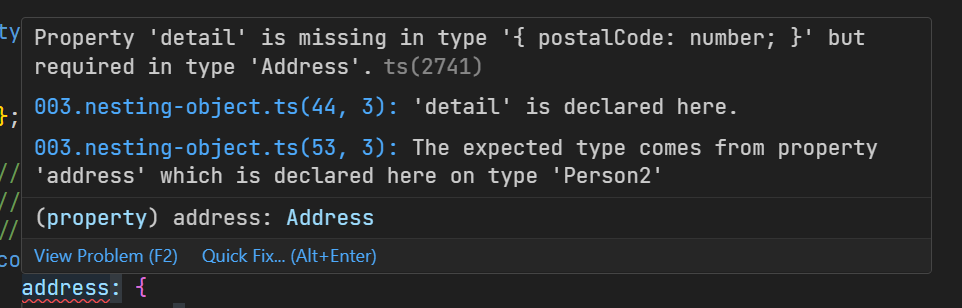 ty
Property 'detail' is missing in type '{ postalCode: number; }' but
required in type 'Address'. ts(2741)
003.nesting-object.ts(44, 3): 'detail' is declared here.
};
003.nesting-object.ts(53, 3): The expected type comes from property
//
'address' which is declared here on type 'Person2'
//
(property) address: Address
//
View Problem (F2) Quick Fix... (Alt+Enter)
co
address: {